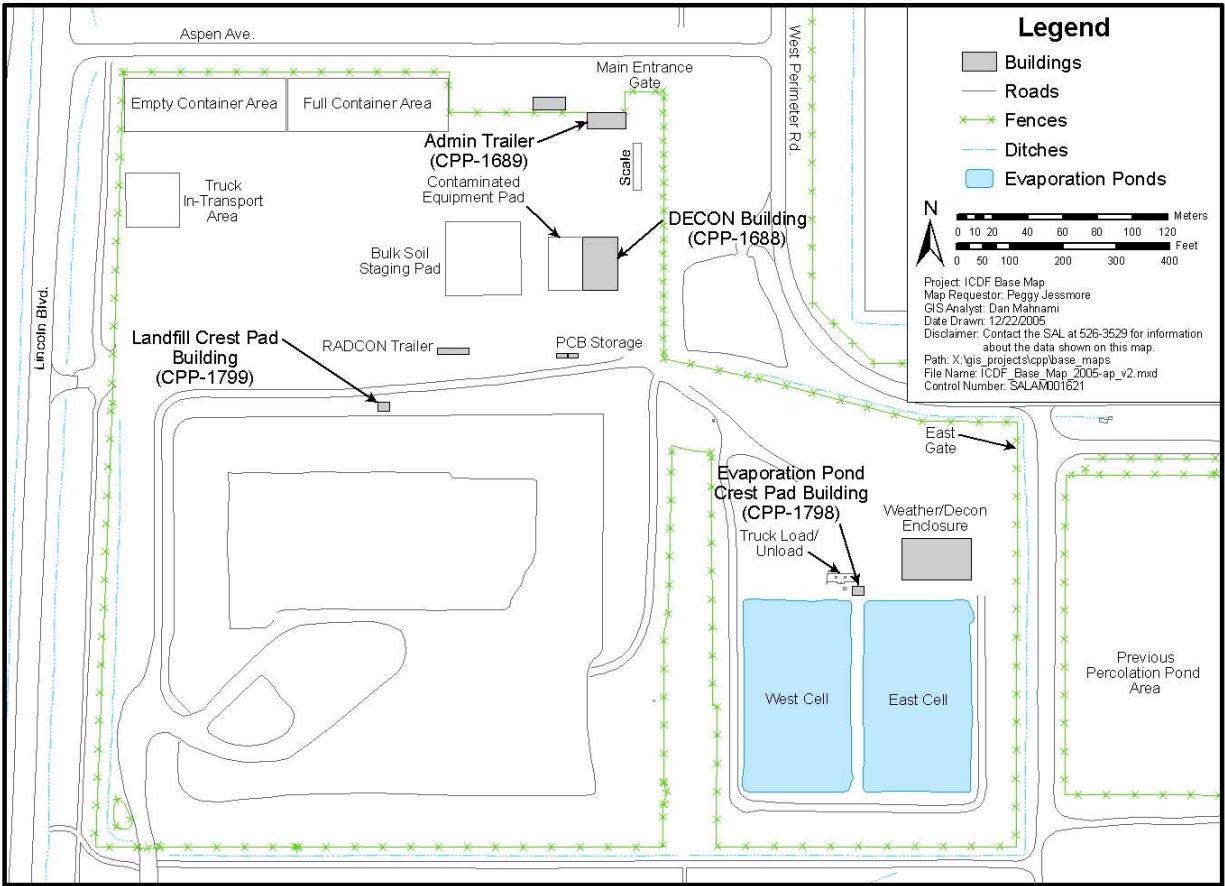 Aspen Ave.
West Perimeter Rd.
Main Entrance
Gate
Empty Container Area
Full Container Area
Admin Trailer
(CPP-1689)
Scale
Contaminated
Equipment Pad
Truck
In-Transport
Area
DECON Building
(CPP-1688)
Bulk Soil
Staging Pad
Lincoln Blvd.
Landfill Crest Pad
Building
(CPP-1799)
RADCON Trailer
PCB Storage
East
Gate
Evaporation Pond
Crest Pad Building
(CPP-1798)
Truck Load/
Unload
Weather/Decon
Enclosure
West Cell
East Cell
Previous
Percolation Pond
Area
Legend
Buildings
Roads
Fences
Ditches
Evaporation Ponds
N
Meters
0 10 20 40 60 80 100 120
Feet
0 50 100 200 300 400
Project: ICDF Base Map
Map Requestor: Peggy Jessmore
GIS Analyst: Dan Mahnami
Date Drawn: 12/22/2005
Disclaimer: Contact the SAL at 526-3529 for information
about the data shown on this map.
Path: X:\gis_projects\cpp\base_maps
File Name: ICDF_Base_Map_2005-ap_v2.mxd
Control Number: SALAM001621